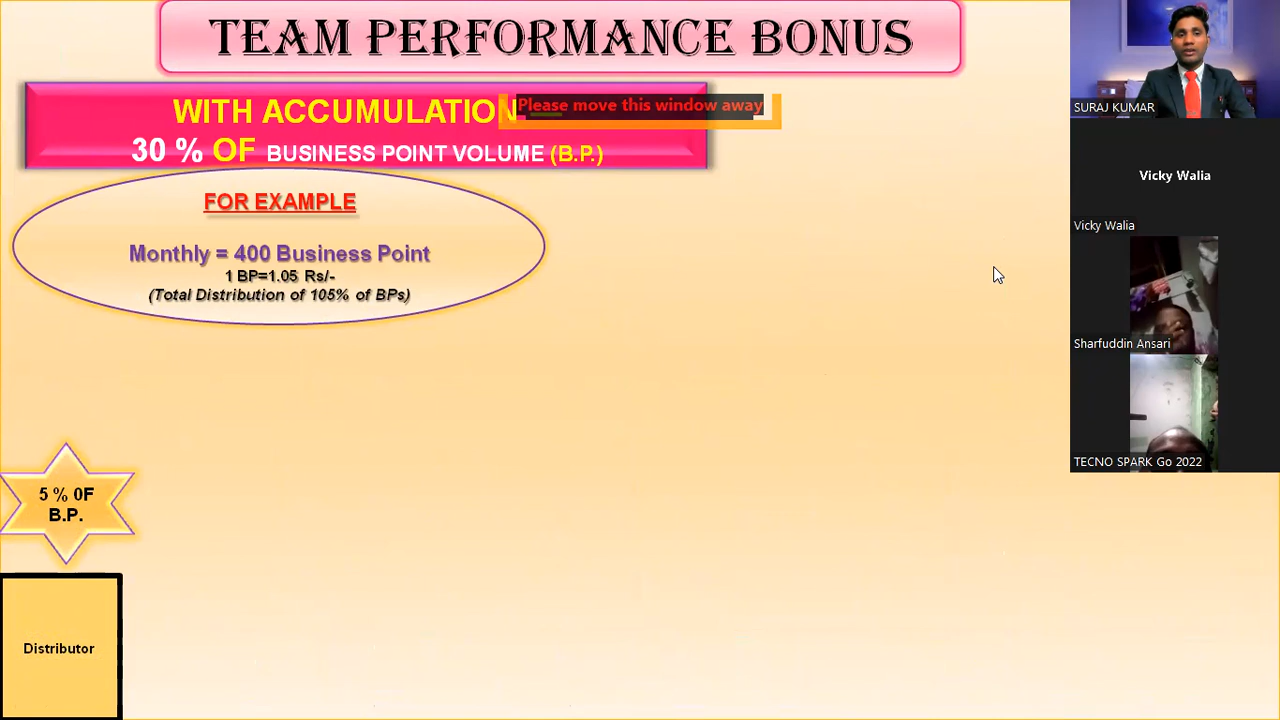 TEAM PERFORMANCE BONUS
WITH ACCUMULATION
Please move this window away
30 % OF BUSINESS POINT VOLUME (B.P.)
FOR EXAMPLE
Monthly = 400 Business Point
1 BP=1.05 Rs/-
(Total Distribution of 105% of BPs)
5 % 0F
B.P.
Distributor
SURAJ KUMAR
Vicky Walia
Vicky Walia
Sharfuddin Ansari
TECNO SPARK Go 2022